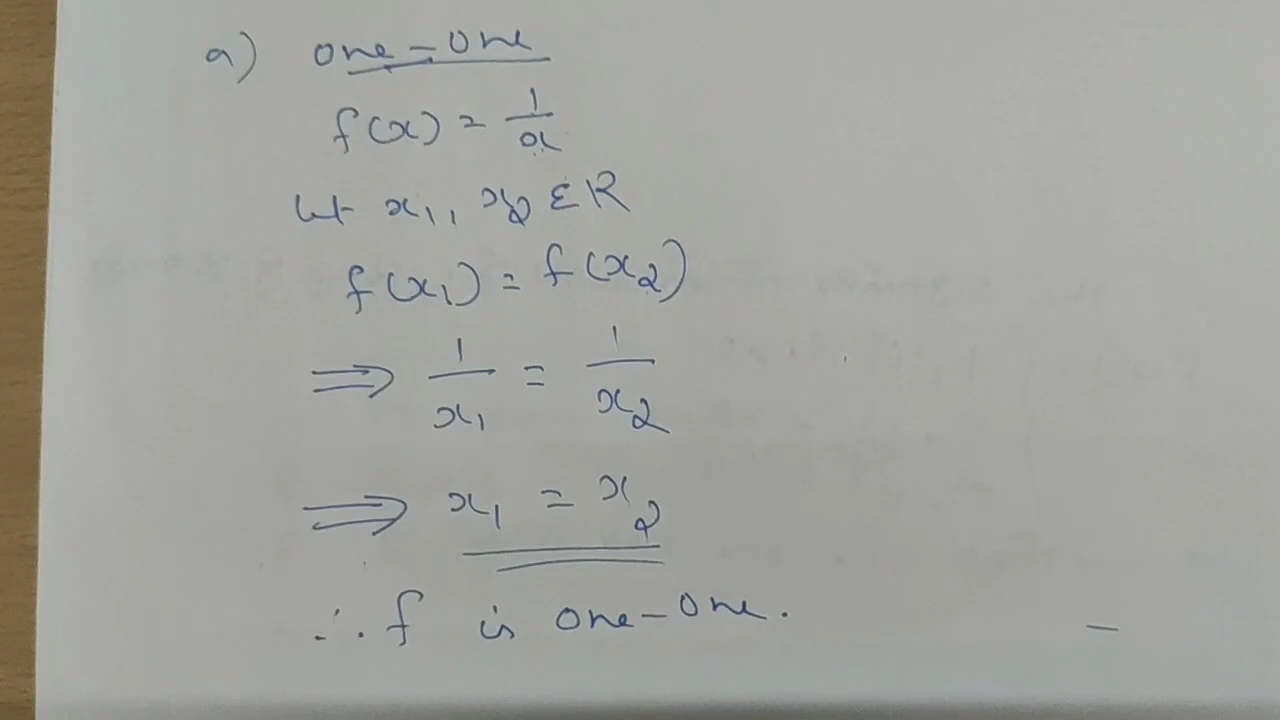 a) one-one
f(x) = 1/x
Let x₁, x₂ ∈ R
f(x₁) = f(x₂)
⟹ 1/x₁ = 1/x₂
⟹ x₁ = x₂
∴ f is one-one.